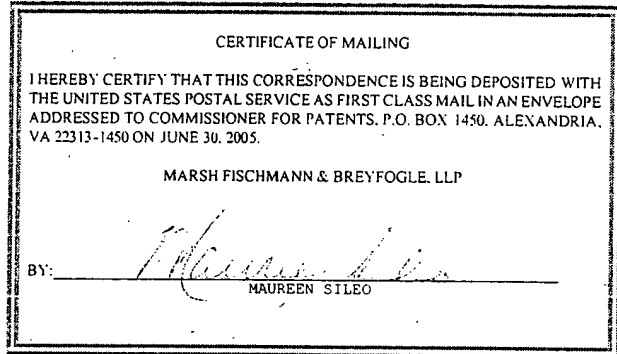 CERTIFICATE OF MAILING
I HEREBY CERTIFY THAT THIS CORRESPONDENCE IS BEING DEPOSITED WITH
THE UNITED STATES POSTAL SERVICE AS FIRST CLASS MAIL IN AN ENVELOPE
ADDRESSED TO COMMISSIONER FOR PATENTS, P.O. BOX 1450, ALEXANDRIA,
VA 22313-1450 ON JUNE 30, 2005.
MARSH FISCHMANN & BREYFOGLE, LLP
BY: Maureen Sileo
MAUREEN SILEO